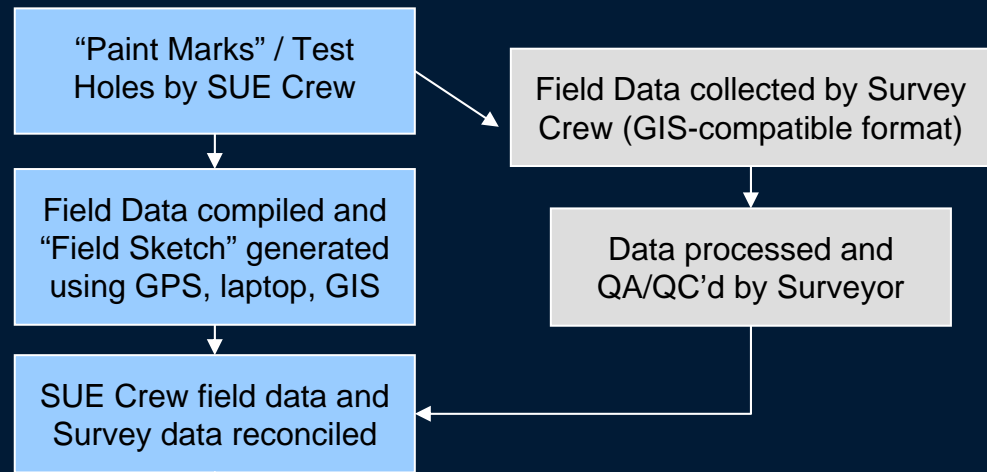 “Paint Marks” / Test
Holes by SUE Crew
Field Data collected by Survey
Crew (GIS-compatible format)
Field Data compiled and
“Field Sketch” generated
using GPS, laptop, GIS
Data processed and
QA/QC’d by Surveyor
SUE Crew field data and
Survey data reconciled